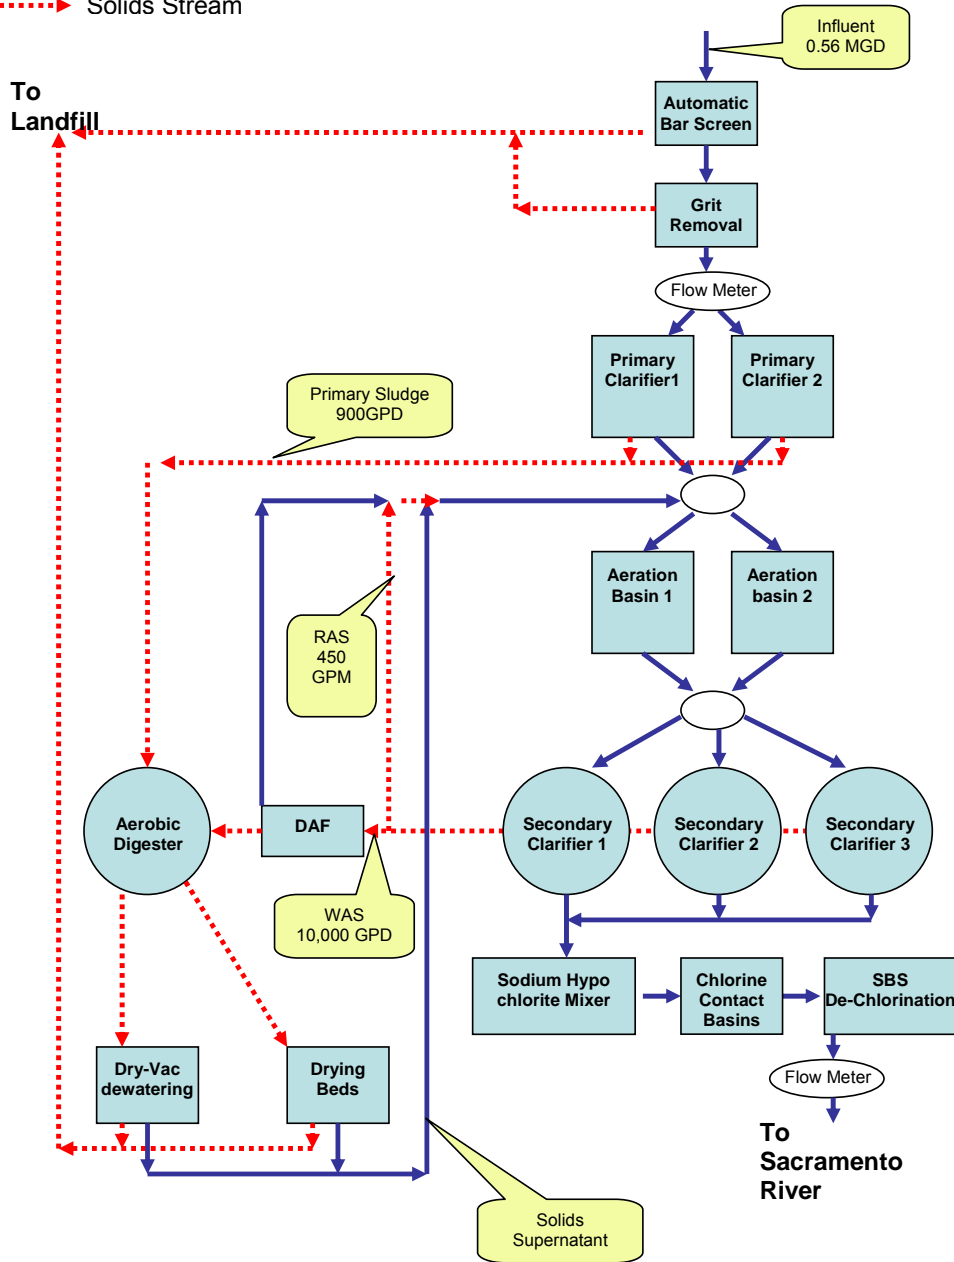 Solids Stream
Influent
0.56 MGD
To
Landfill
Automatic
Bar Screen
Grit
Removal
Flow Meter
Primary
Clarifier1
Primary
Clarifier 2
Primary Sludge
900GPD
Aeration
Basin 1
Aeration
basin 2
RAS
450
GPM
Aerobic
Digester
DAF
Secondary
Clarifier 1
Secondary
Clarifier 2
Secondary
Clarifier 3
WAS
10,000 GPD
Sodium Hypo
chlorite Mixer
Chlorine
Contact
Basins
SBS
De-Chlorination
Dry-Vac
dewatering
Drying
Beds
Flow Meter
To
Sacramento
River
Solids
Supernatant